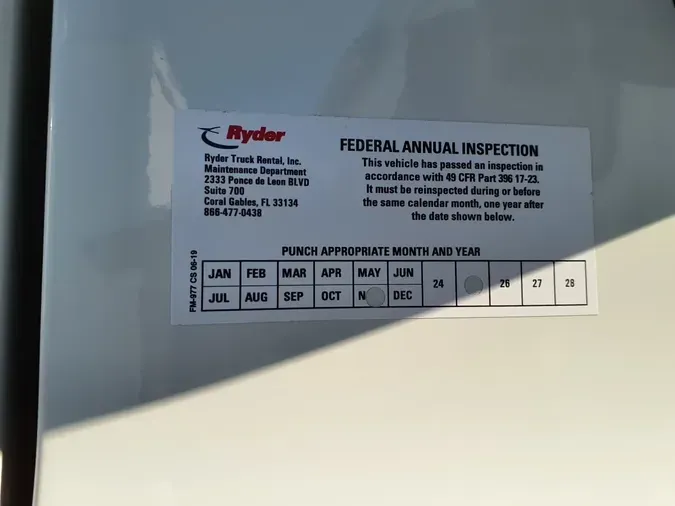 Ryder
Ryder Truck Rental, Inc.
Maintenance Department
2333 Ponce de Leon BLVD
Suite 700
Coral Gables, FL 33134
866-477-0438
FEDERAL ANNUAL INSPECTION
This vehicle has passed an inspection in
accordance with 49 CFR Part 396 17-23.
It must be reinspected during or before
the same calendar month, one year after
the date shown below.
PUNCH APPROPRIATE MONTH AND YEAR
FM-977 CS 06-19
JAN FEB MAR APR MAY JUN
24 26 27 28
JUL AUG SEP OCT N DEC